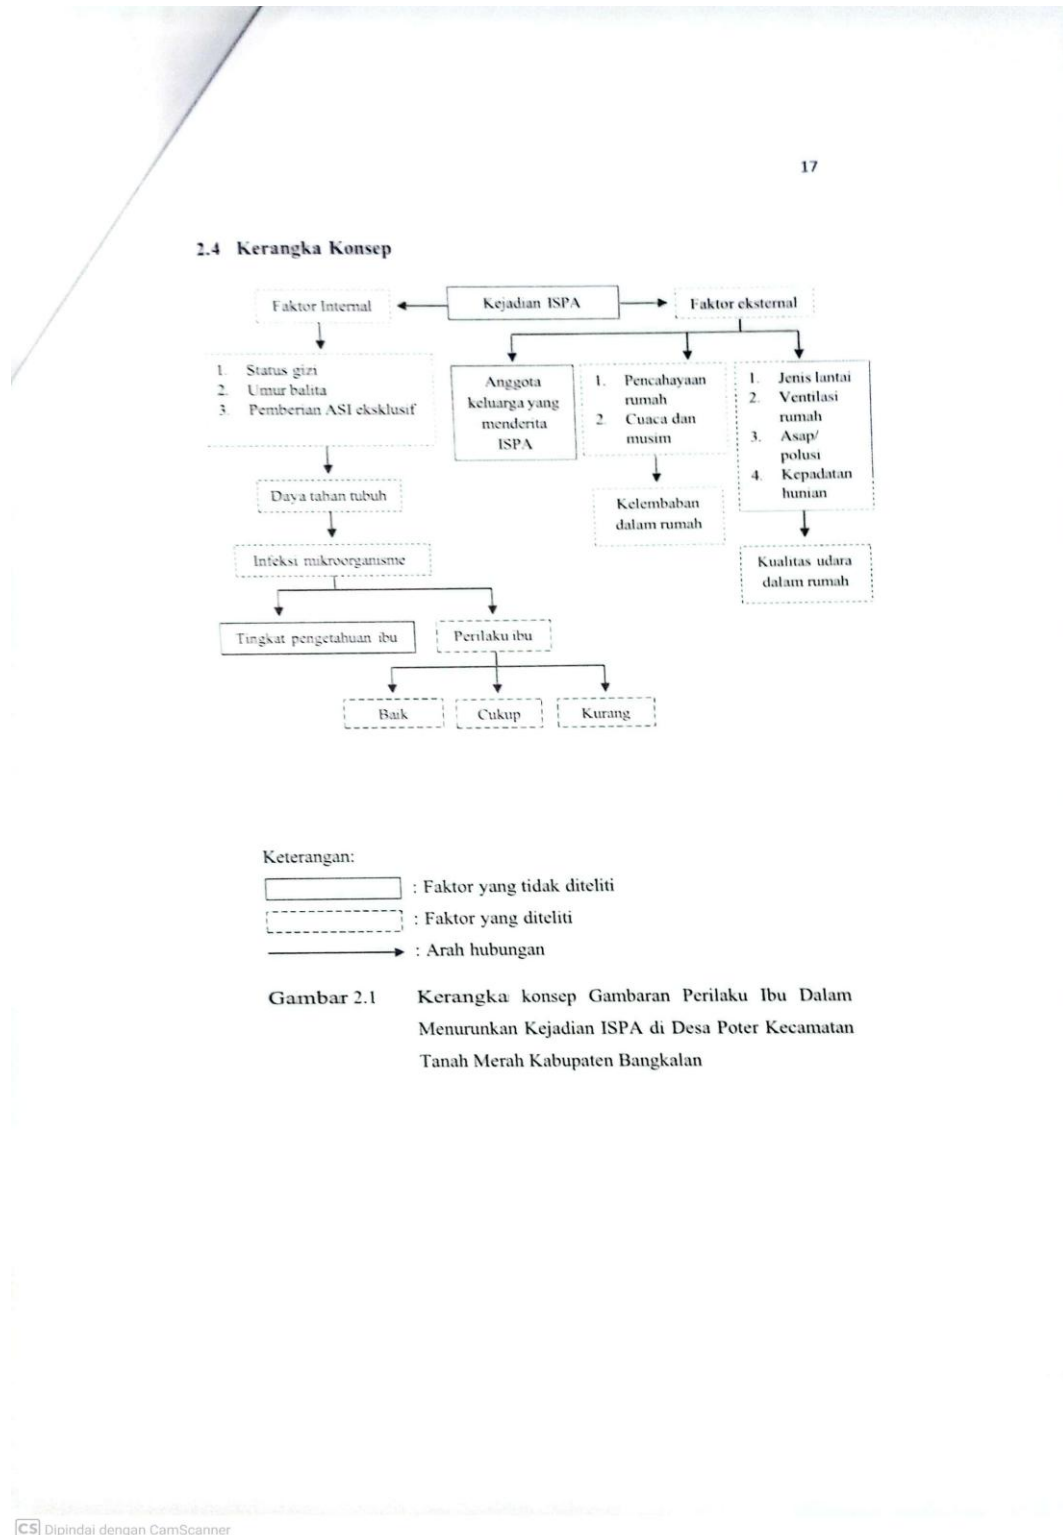 17
2.4 Kerangka Konsep
Faktor Internal
Kejadian ISPA
Faktor eksternal
1. Status gizi
2. Umur balita
3. Pemberian ASI eksklusif
Anggota
keluarga yang
menderita
ISPA
1. Pencahayaan
rumah
2. Cuaca dan
musim
1. Jenis lantai
2. Ventilasi
rumah
3. Asap/
polusi
4. Kepadatan
hunian
Daya tahan tubuh
Kelembaban
dalam rumah
Infeksi mikroorganisme
Kualitas udara
dalam rumah
Tingkat pengetahuan ibu
Perilaku ibu
Baik
Cukup
Kurang
Keterangan:
: Faktor yang tidak diteliti
: Faktor yang diteliti
: Arah hubungan
Gambar 2.1 Kerangka konsep Gambaran Perilaku Ibu Dalam
Menurunkan Kejadian ISPA di Desa Poter Kecamatan
Tanah Merah Kabupaten Bangkalan
CS Dipindai dengan CamScanner